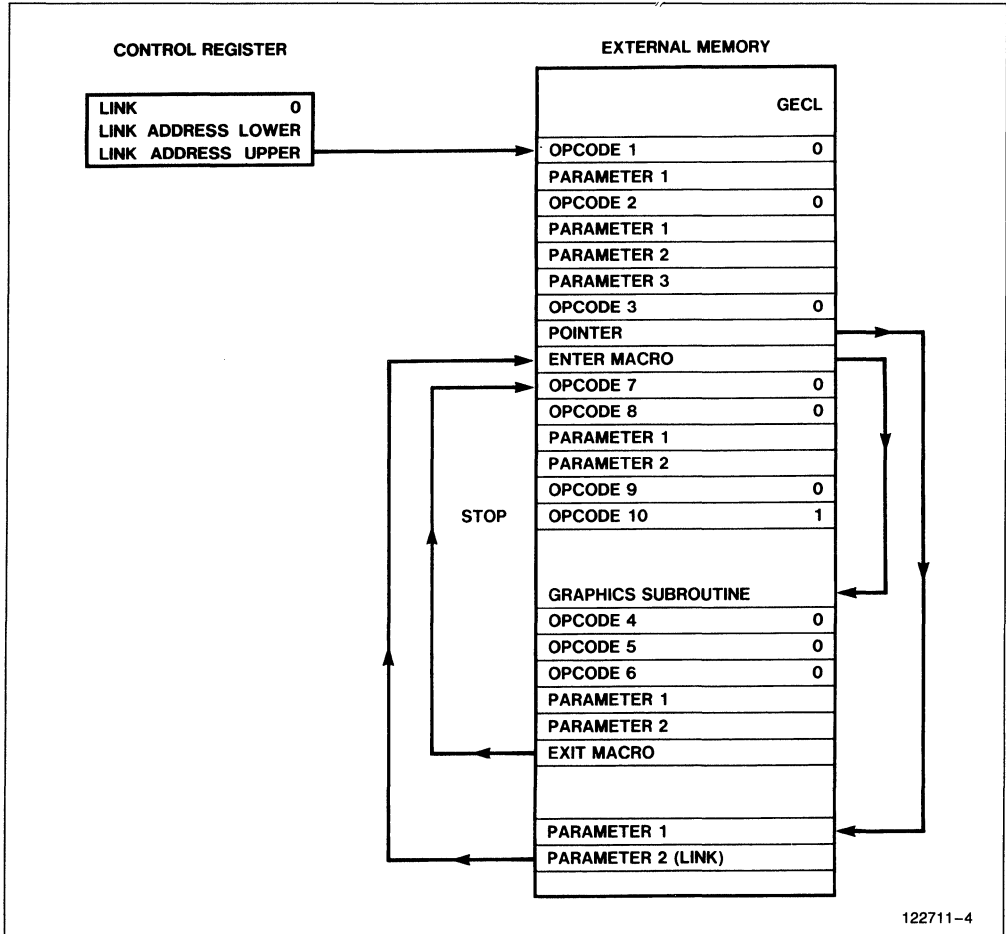 CONTROL REGISTER
LINK 0
LINK ADDRESS LOWER
LINK ADDRESS UPPER
EXTERNAL MEMORY
GECL
OPCODE 1 0
PARAMETER 1
OPCODE 2 0
PARAMETER 1
PARAMETER 2
PARAMETER 3
OPCODE 3 0
POINTER
ENTER MACRO
OPCODE 7 0
OPCODE 8 0
PARAMETER 1
PARAMETER 2
OPCODE 9 0
STOP
OPCODE 10 1
GRAPHICS SUBROUTINE
OPCODE 4 0
OPCODE 5 0
OPCODE 6 0
PARAMETER 1
PARAMETER 2
EXIT MACRO
PARAMETER 1
PARAMETER 2 (LINK)
122711-4